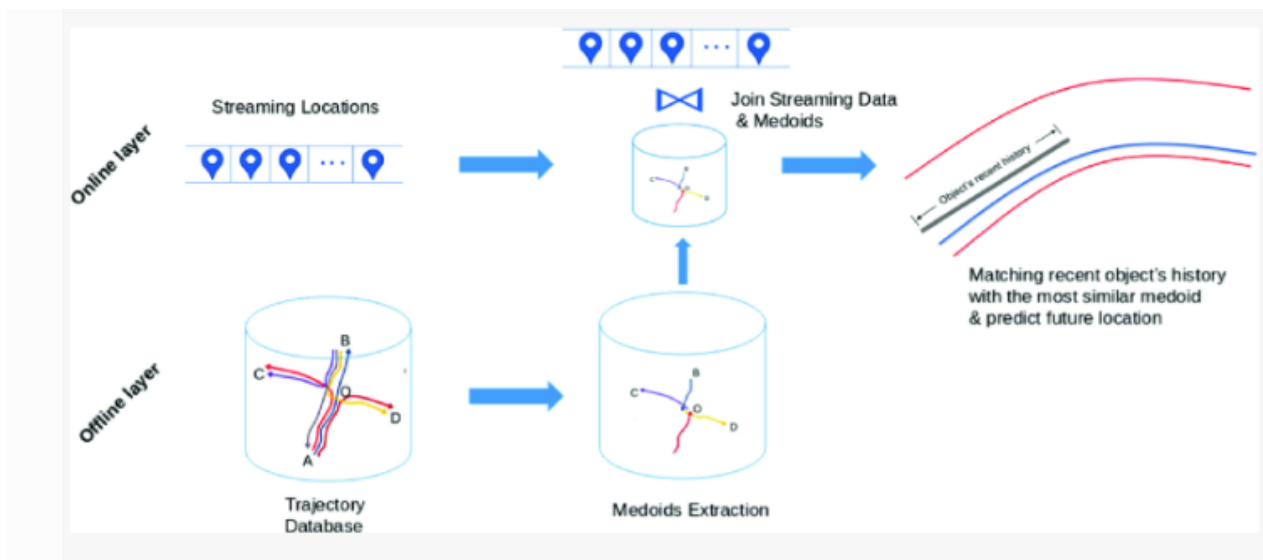 Online layer
Streaming Locations
...
...
Join Streaming Data
& Medoids
B
C
O
D
Object's recent history
Matching recent object's history
with the most similar medoid
& predict future location
Offline layer
B
C
O
D
A
Trajectory
Database
B
C
O
D
Medoids Extraction